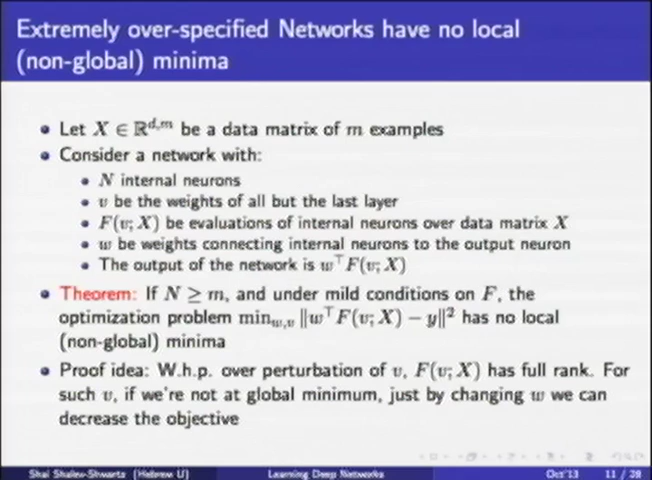 Extremely over-specified Networks have no local
(non-global) minima
Let X ∈ ℝ^{d,m} be a data matrix of m examples
Consider a network with:
N internal neurons
v be the weights of all but the last layer
F(v; X) be evaluations of internal neurons over data matrix X
w be weights connecting internal neurons to the output neuron
The output of the network is w^⊤F(v; X)
Theorem: If N ≥ m, and under mild conditions on F, the
optimization problem min_{w,v} ‖w^⊤F(v; X) − y‖² has no local
(non-global) minima
Proof idea: W.h.p. over perturbation of v, F(v; X) has full rank. For
such v, if we're not at global minimum, just by changing w we can
decrease the objective
Shai Shalev-Shwartz (Hebrew U) Learning Deep Networks Oct'13 11 / 28